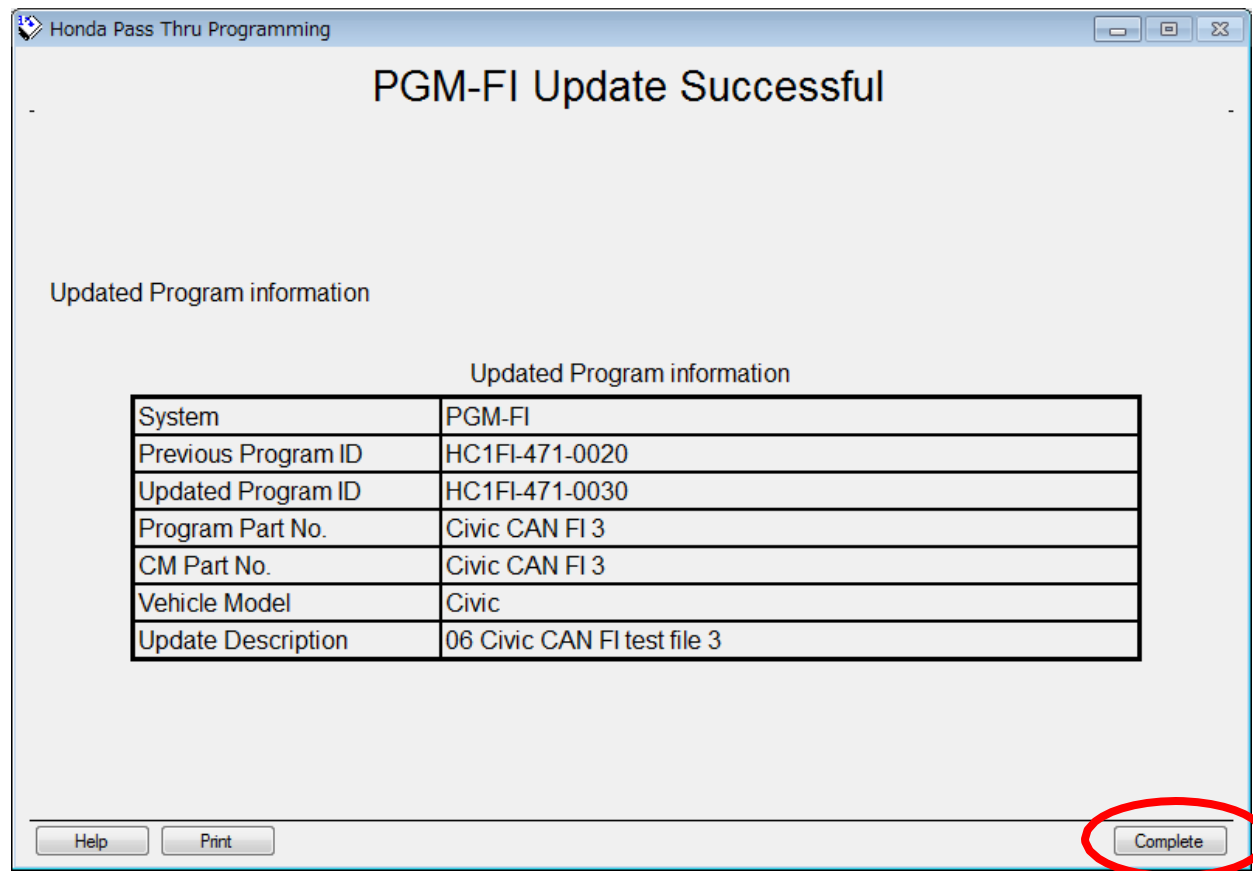 Honda Pass Thru Programming
PGM-FI Update Successful
- -
Updated Program information
Updated Program information
System PGM-FI
Previous Program ID HC1FI-471-0020
Updated Program ID HC1FI-471-0030
Program Part No. Civic CAN FI 3
CM Part No. Civic CAN FI 3
Vehicle Model Civic
Update Description 06 Civic CAN FI test file 3
Help Print Complete